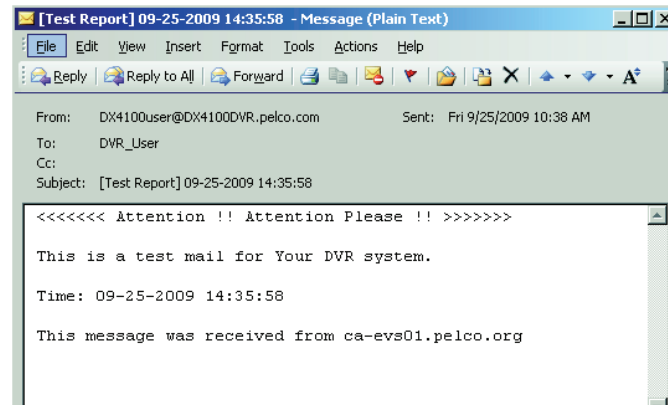 [Test Report] 09-25-2009 14:35:58 - Message (Plain Text)
File Edit View Insert Format Tools Actions Help
Reply Reply to All Forward A
From: DX4100user@DX4100DVR.pelco.com Sent: Fri 9/25/2009 10:38 AM
To: DVR_User
Cc:
Subject: [Test Report] 09-25-2009 14:35:58
<<<<<<< Attention !! Attention Please !! >>>>>>>
This is a test mail for Your DVR system.
Time: 09-25-2009 14:35:58
This message was received from ca-evs01.pelco.org